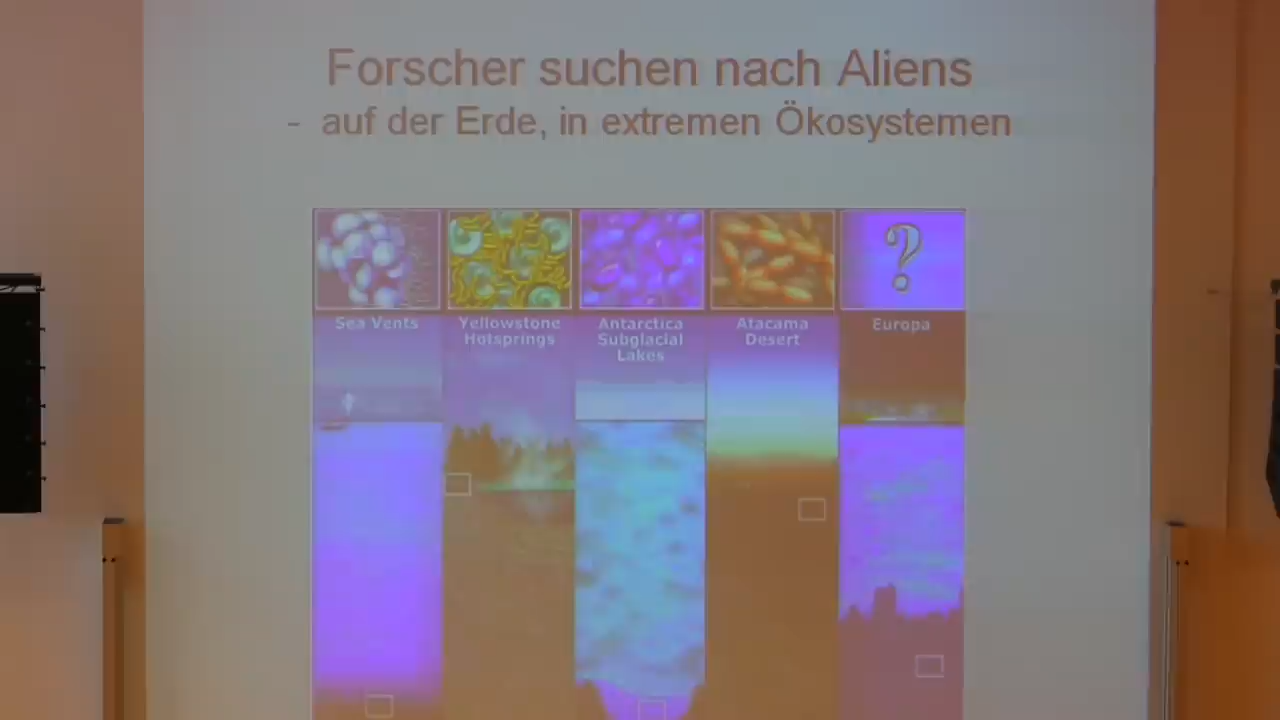 Forscher suchen nach Aliens
- auf der Erde, in extremen Ökosystemen
?
Sea Vents
Yellowstone
Hotsprings
Antarctica
Subglacial
Lakes
Atacama
Desert
Europa